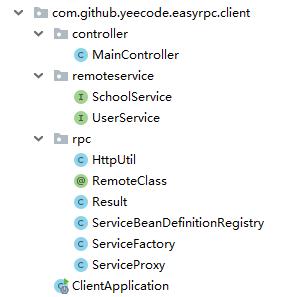 com.github.yeecode.easyrpc.client
controller
MainController
remoteservice
SchoolService
UserService
rpc
HttpUtil
RemoteClass
Result
ServiceBeanDefinitionRegistry
ServiceFactory
ServiceProxy
ClientApplication